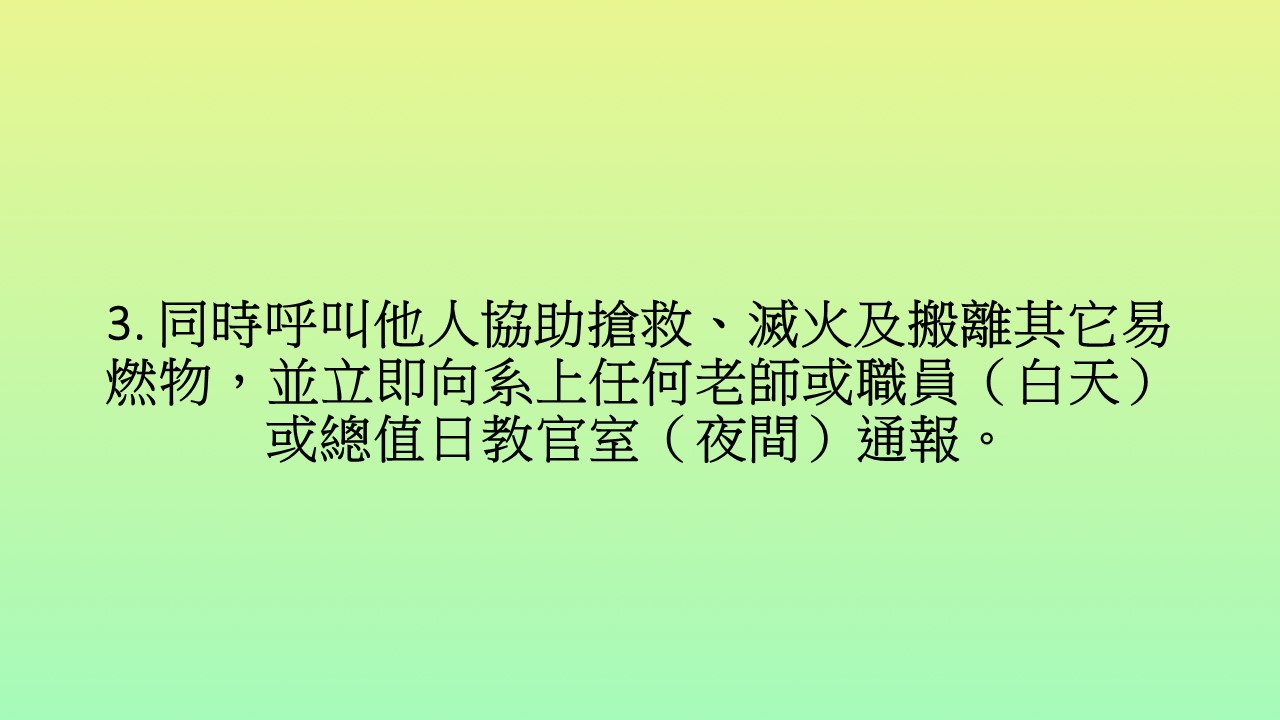 3. 同時呼叫他人協助搶救、滅火及搬離其它易
燃物，並立即向系上任何老師或職員（白天）
或總值日教官室（夜間）通報。